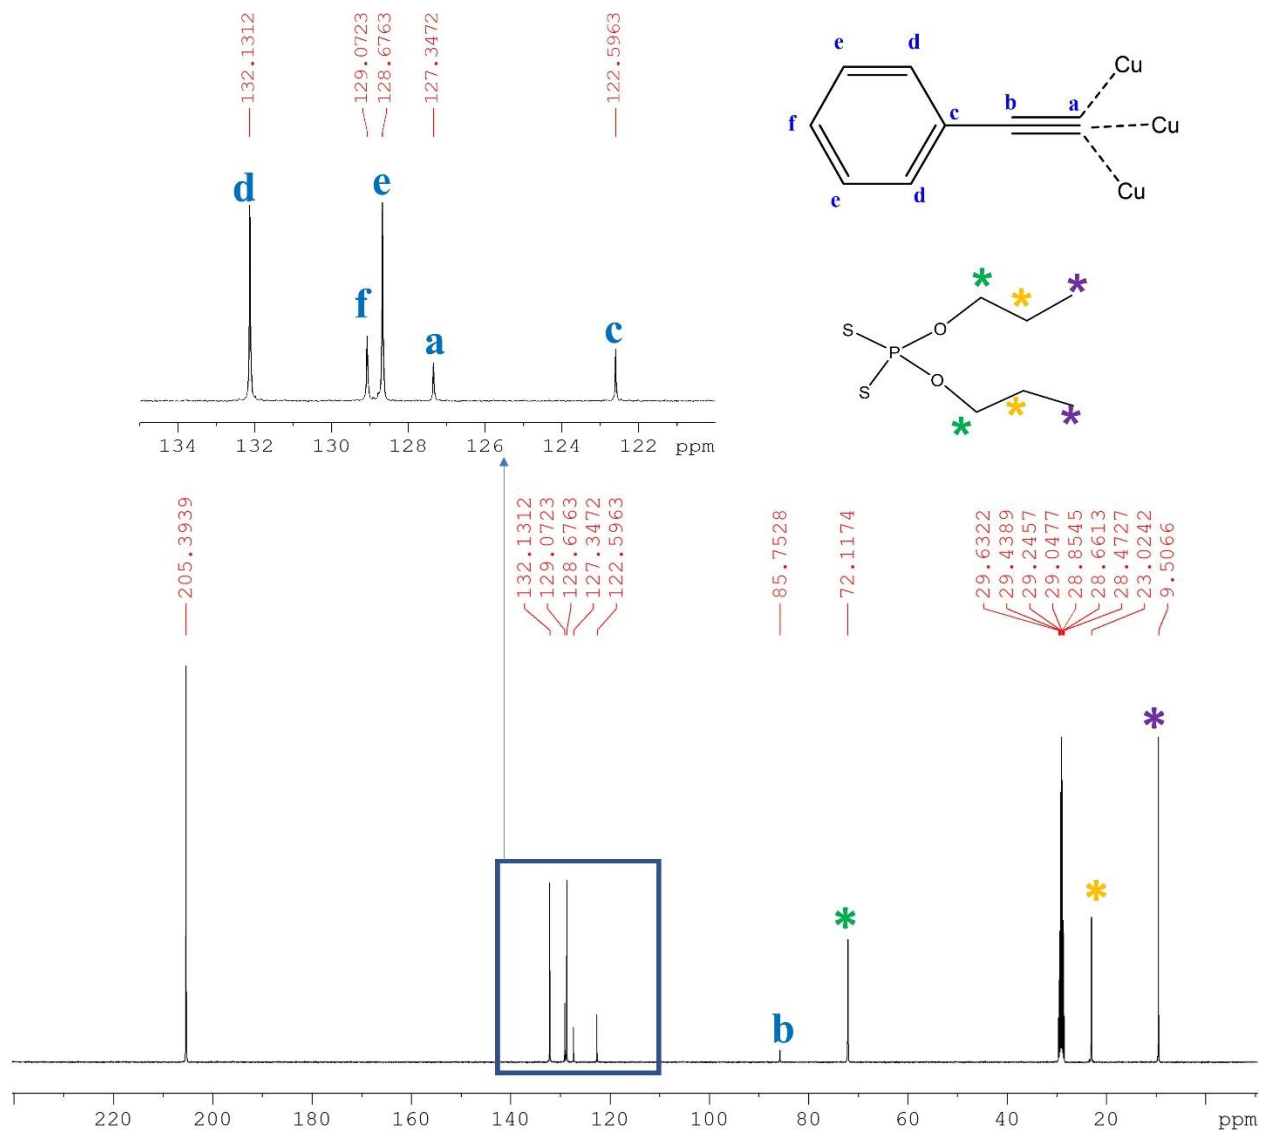 132.1312
129.0723
128.6763
127.3472
122.5963
d
f
e
a
c
134 132 130 128 126 124 122 ppm
e d
f c b a
e d
Cu
Cu
Cu
* * *
S P O
S O
* * *
205.3939
132.1312
129.0723
128.6763
127.3472
122.5963
85.7528
72.1174
29.6322
29.4389
29.2457
29.0477
28.8545
28.6613
28.4727
23.0242
9.5066
b
* * *
220 200 180 160 140 120 100 80 60 40 20 ppm